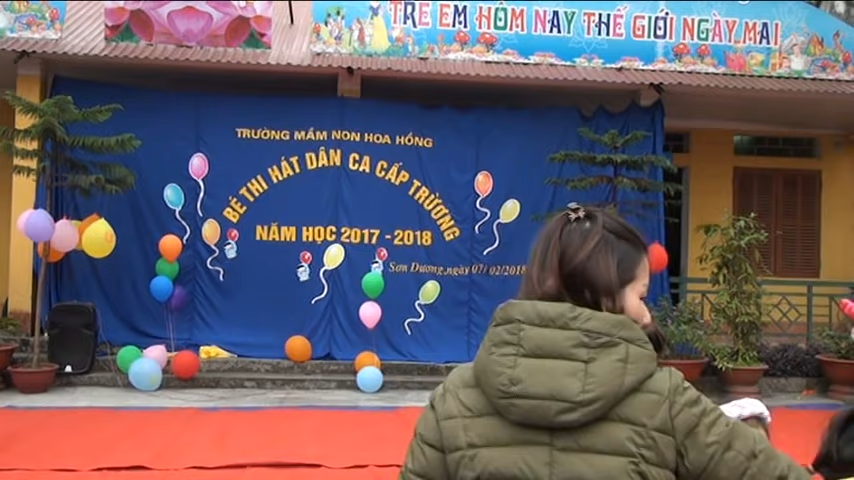 TRẺ EM HÔM NAY THẾ GIỚI NGÀY MAI
TRƯỜNG MẦM NON HOA HỒNG
BÉ THI HÁT DÂN CA CẤP TRƯỜNG
NĂM HỌC 2017 - 2018
Sơn Dương, ngày 07/ 02/2018